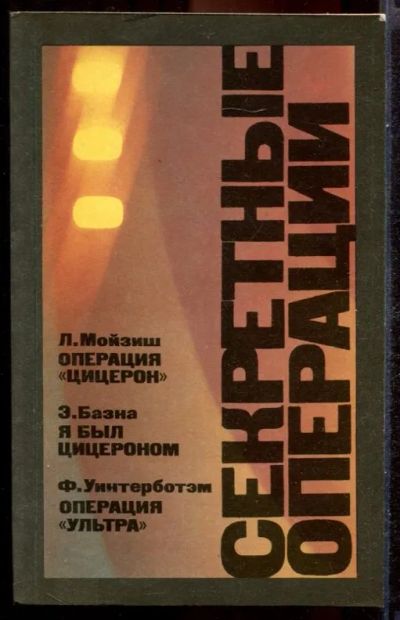 СЕКРЕТНЫЕ
ОПЕРАЦИИ
Л.Мойзиш
ОПЕРАЦИЯ
«ЦИЦЕРОН»
Э.Базна
Я БЫЛ
ЦИЦЕРОНОМ
Ф.Уинтерботэм
ОПЕРАЦИЯ
«УЛЬТРА»